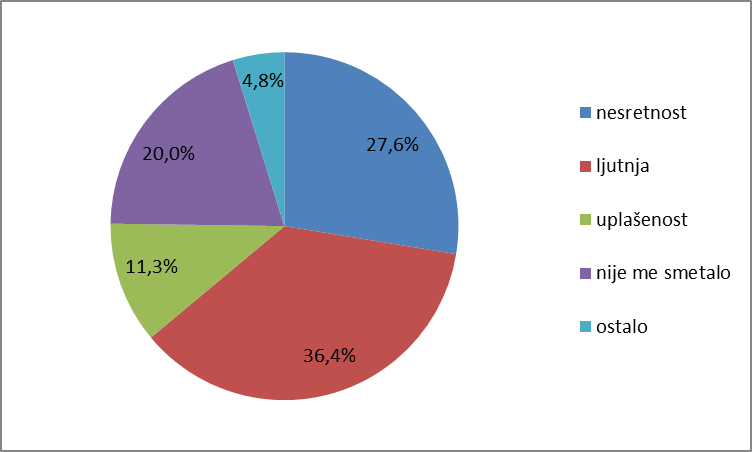 4,8%
27,6%
20,0%
11,3%
36,4%
nesretnost
ljutnja
uplašenost
nije me smetalo
ostalo